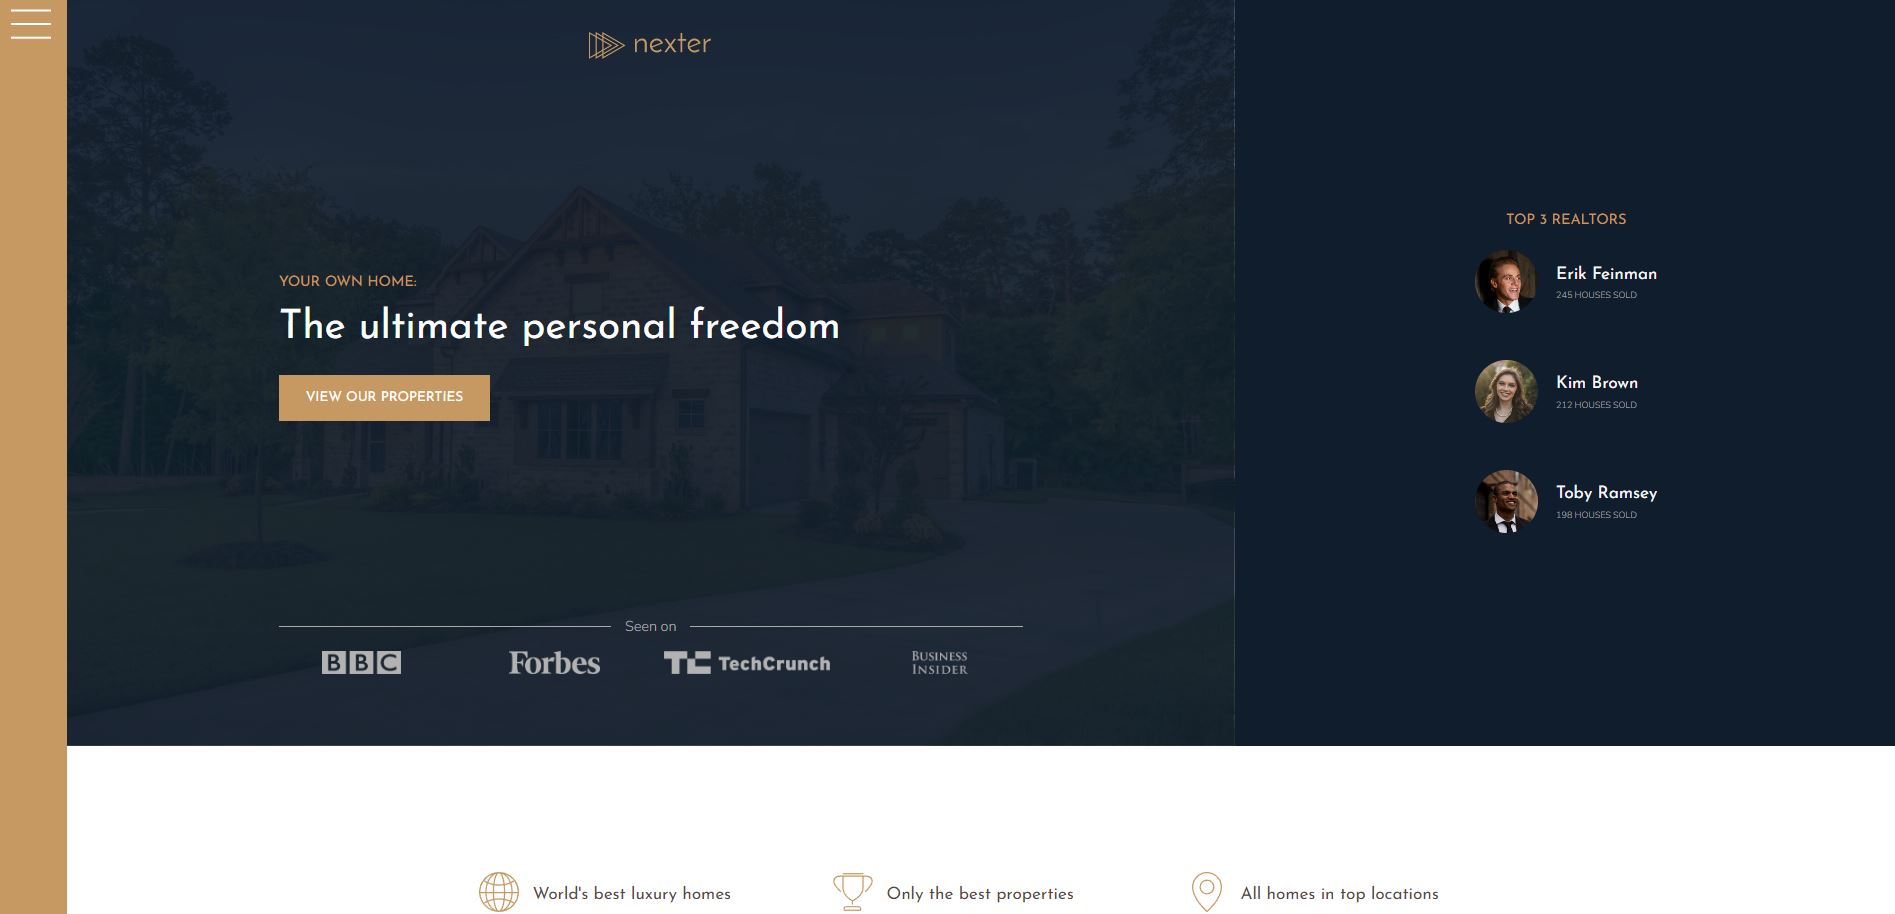 nexter
YOUR OWN HOME:
The ultimate personal freedom
VIEW OUR PROPERTIES
Seen on
BBC
Forbes
TC TechCrunch
BUSINESS
INSIDER
TOP 3 REALTORS
Erik Feinman
245 HOUSES SOLD
Kim Brown
212 HOUSES SOLD
Toby Ramsey
198 HOUSES SOLD
World's best luxury homes
Only the best properties
All homes in top locations